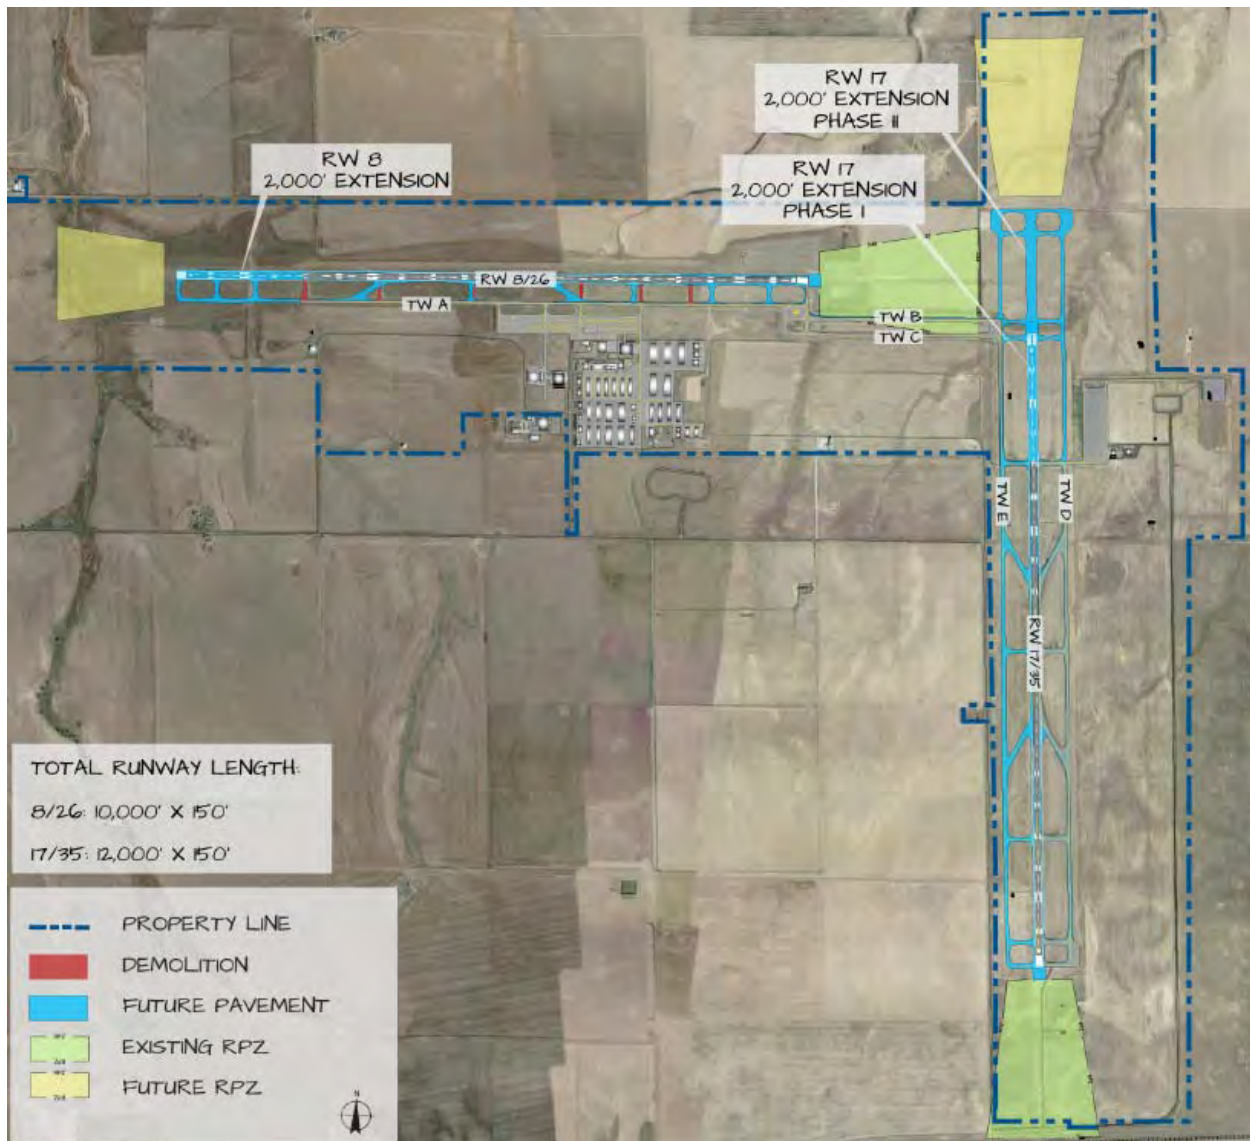 RW 17
2,000' EXTENSION
PHASE II
RW 8
2,000' EXTENSION
RW 17
2,000' EXTENSION
PHASE I
RW 8/26
TW A
TW B
TW C
TW E
TW D
RW 17/35
TOTAL RUNWAY LENGTH:
8/26: 10,000' X 150'
17/35: 12,000' X 150'
PROPERTY LINE
DEMOLITION
FUTURE PAVEMENT
EXISTING RPZ
FUTURE RPZ
N